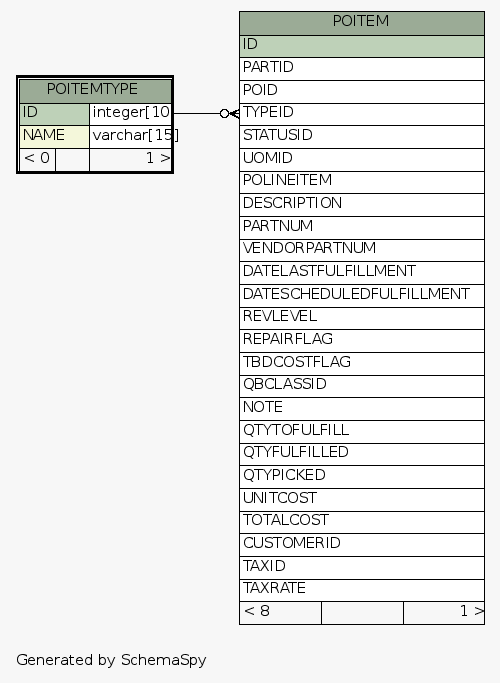 POITEMTYPE
ID integer[10]
NAME varchar[15]
< 0 1 >
POITEM
ID
PARTID
POID
TYPEID
STATUSID
UOMID
POLINEITEM
DESCRIPTION
PARTNUM
VENDORPARTNUM
DATELASTFULFILLMENT
DATESCHEDULEDFULFILLMENT
REVLEVEL
REPAIRFLAG
TBDCOSTFLAG
QBCLASSID
NOTE
QTYTOFULFILL
QTYFULFILLED
QTYPICKED
UNITCOST
TOTALCOST
CUSTOMERID
TAXID
TAXRATE
< 8 1 >
Generated by SchemaSpy